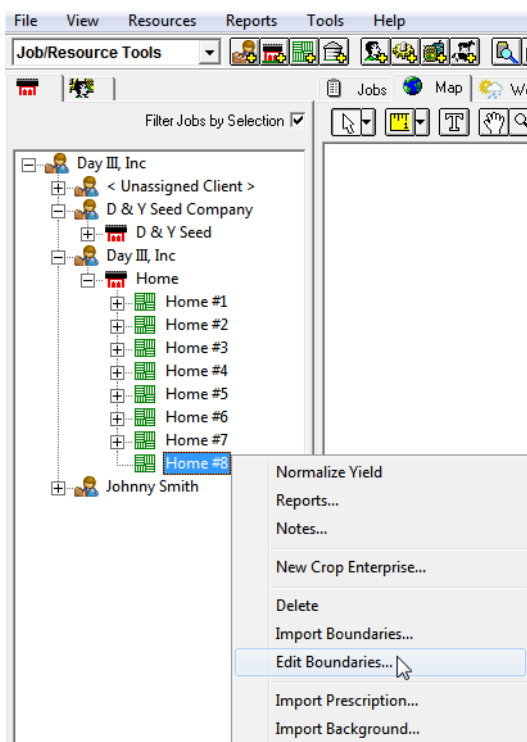 File View Resources Reports Tools Help
Job/Resource Tools
Jobs Map
Filter Jobs by Selection
T
Day III, Inc
< Unassigned Client >
D & Y Seed Company
D & Y Seed
Day III, Inc
Home
Home #1
Home #2
Home #3
Home #4
Home #5
Home #6
Home #7
Home #8
Johnny Smith
Normalize Yield
Reports...
Notes...
New Crop Enterprise...
Delete
Import Boundaries...
Edit Boundaries...
Import Prescription...
Import Background...